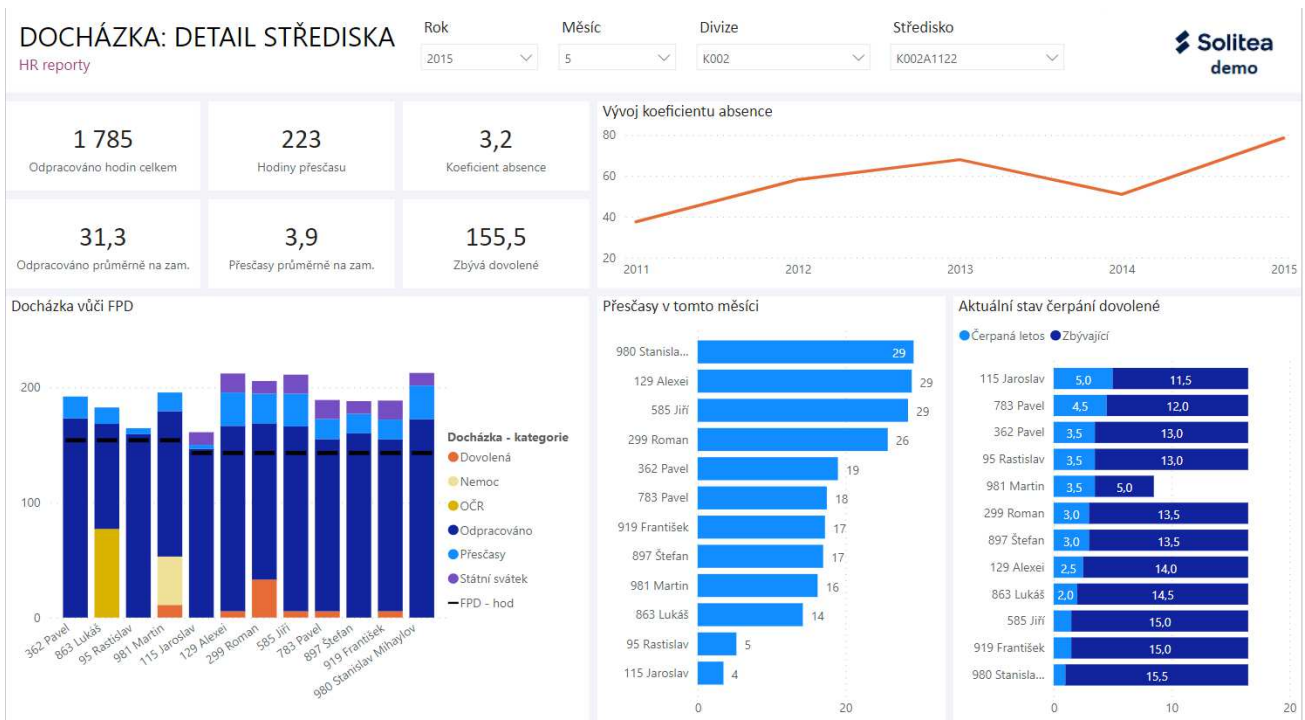 DOCHÁZKA: DETAIL STŘEDISKA
HR reporty
Rok
2015
Měsíc
5
Divize
K002
Středisko
K002A1122
Solitea
demo
1 785
Odpracováno hodin celkem
223
Hodiny přesčasu
3,2
Koeficient absence
31,3
Odpracováno průměrně na zam.
3,9
Přesčasy průměrně na zam.
155,5
Zbývá dovolené
Vývoj koeficientu absence
80
60
40
20
2011 2012 2013 2014 2015
Docházka vůči FPD
200
100
0
362 Pavel
863 Lukáš
95 Rastislav
981 Martin
115 Jaroslav
129 Alexei
299 Roman
585 Jiří
783 Pavel
897 Štefan
919 František
980 Stanislav Mihaylov
Docházka - kategorie
Dovolená
Nemoc
OČR
Odpracováno
Přesčasy
Státní svátek
FPD - hod
Přesčasy v tomto měsíci
0 20
980 Stanisla... 29
129 Alexei 29
585 Jiří 29
299 Roman 26
362 Pavel 19
783 Pavel 18
919 František 17
897 Štefan 17
981 Martin 16
863 Lukáš 14
95 Rastislav 5
115 Jaroslav 4
0 20
Aktuální stav čerpání dovolené
Čerpaná letos Zbývající
115 Jaroslav 5,0 11,5
783 Pavel 4,5 12,0
362 Pavel 3,5 13,0
95 Rastislav 3,5 13,0
981 Martin 3,5 5,0
299 Roman 3,0 13,5
897 Štefan 3,0 13,5
129 Alexei 2,5 14,0
863 Lukáš 2,0 14,5
585 Jiří 15,0
919 František 15,0
980 Stanisla... 15,5
0 10 20